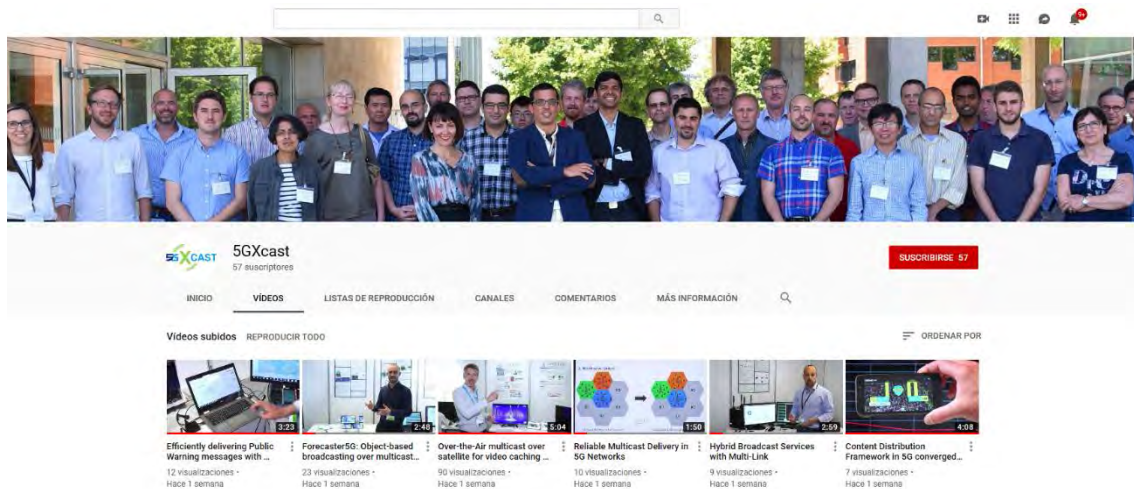 9+
5GXCAST
5GXcast
57 suscriptores
SUSCRIBIRSE 57
INICIO VÍDEOS LISTAS DE REPRODUCCIÓN CANALES COMENTARIOS MÁS INFORMACIÓN
Vídeos subidos REPRODUCIR TODO ORDENAR POR
3:23 2:48 5:04 1:50 2:59 4:08
Efficiently delivering Public
Warning messages with ...
12 visualizaciones •
Hace 1 semana
Forecaster5G: Object-based
broadcasting over multicast...
23 visualizaciones •
Hace 1 semana
Over-the-Air multicast over
satellite for video caching ...
90 visualizaciones •
Hace 1 semana
Reliable Multicast Delivery in
5G Networks
10 visualizaciones •
Hace 1 semana
Hybrid Broadcast Services
with Multi-Link
9 visualizaciones •
Hace 1 semana
Content Distribution
Framework in 5G converged...
7 visualizaciones •
Hace 1 semana